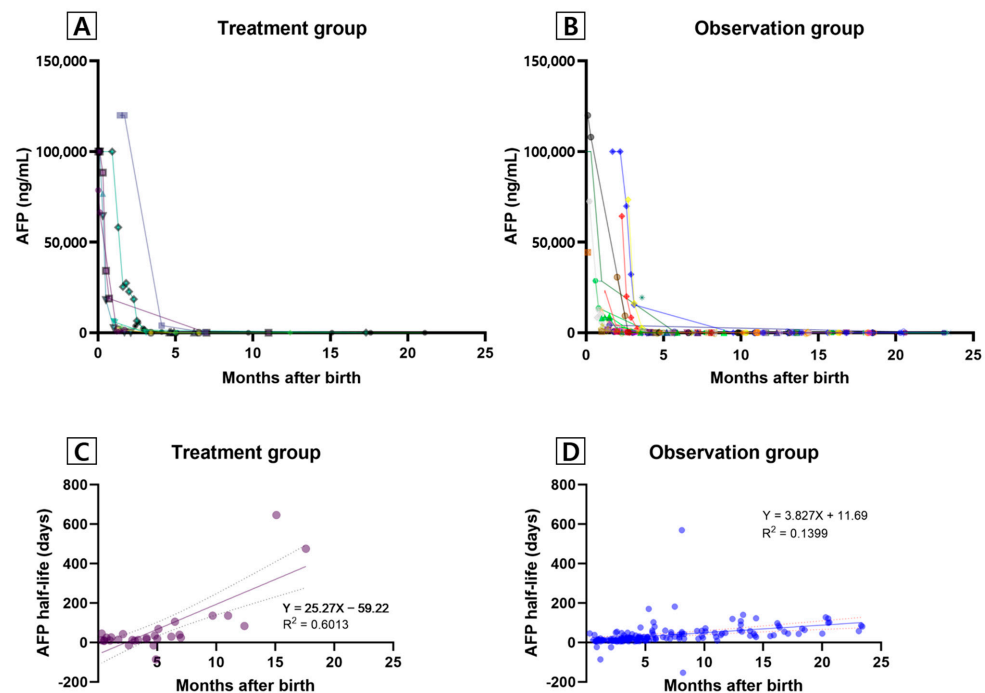 A
Treatment group
AFP (ng/mL)
150,000
100,000
50,000
0
0
5
10
15
20
25
Months after birth
B
Observation group
AFP (ng/mL)
150,000
100,000
50,000
0
0
5
10
15
20
25
Months after birth
C
Treatment group
AFP half-life (days)
800
600
400
200
0
-200
5
10
15
20
25
Y = 25.27X − 59.22
R² = 0.6013
Months after birth
D
Observation group
AFP half-life (days)
800
600
400
200
0
-200
5
10
15
20
25
Y = 3.827X + 11.69
R² = 0.1399
Months after birth